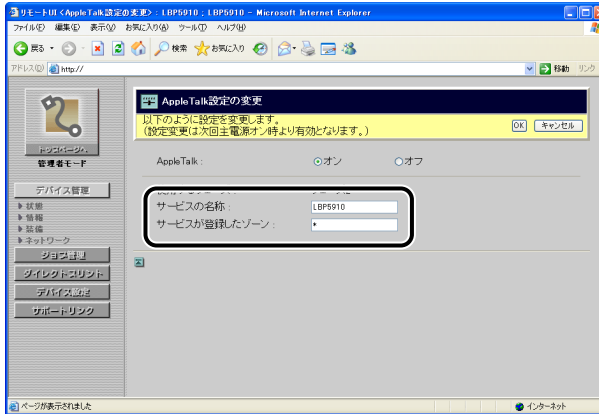 リモートUI <AppleTalk設定の変更> : LBP5910 ; LBP5910 - Microsoft Internet Explorer
ファイル(F) 編集(E) 表示(V) お気に入り(A) ツール(T) ヘルプ(H)
戻る 検索 お気に入り
アドレス(D) http:// 移動 リンク
AppleTalk設定の変更
以下のように設定を変更します。
(設定変更は次回主電源オン時より有効となります。)
OK キャンセル
トップページへ
管理者モード
デバイス管理
状態
情報
装備
ネットワーク
ジョブ管理
ダイレクトプリント
デバイス設定
サポートリンク
AppleTalk : オン オフ
サービスの名称 : LBP5910
サービスが登録したゾーン : *
ページが表示されました インターネット